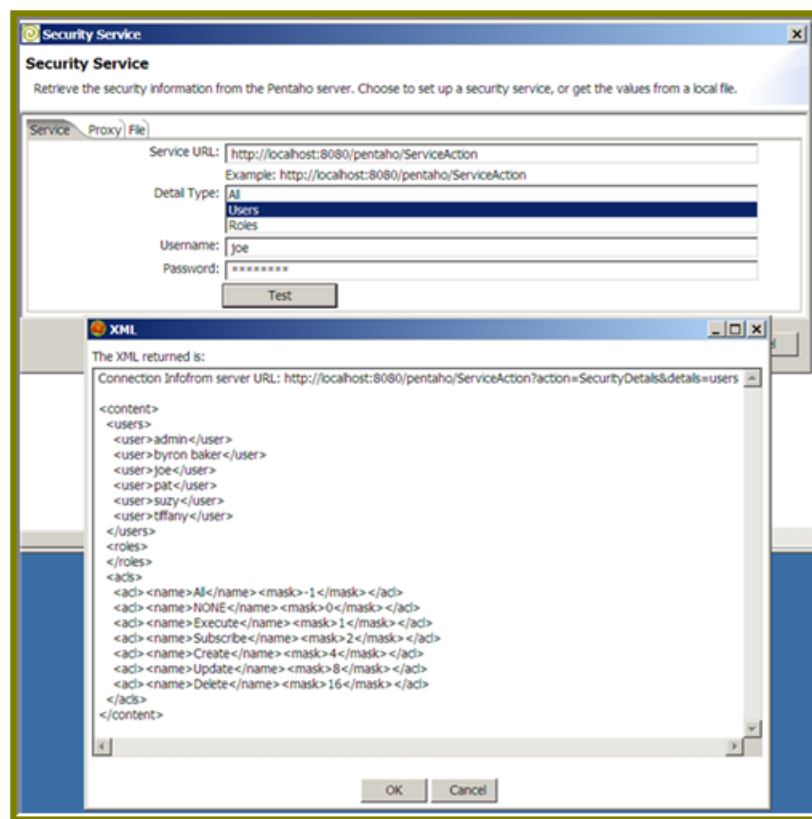 Security Service
Security Service
Retrieve the security information from the Pentaho server. Choose to set up a security service, or get the values from a local file.
Service Proxy File
Service URL: http://localhost:8080/pentaho/ServiceAction
Example: http://localhost:8080/pentaho/ServiceAction
Detail Type: All
Users
Roles
Username: joe
Password: ********
Test
XML
The XML returned is:
Connection Infofrom server URL: http://localhost:8080/pentaho/ServiceAction?action=SecurityDetails&details=users
<content>
<users>
<user>admin</user>
<user>byron baker</user>
<user>joe</user>
<user>pat</user>
<user>suzy</user>
<user>tiffany</user>
</users>
<roles>
</roles>
<acls>
<acl><name>All</name><mask>-1</mask></acl>
<acl><name>NONE</name><mask>0</mask></acl>
<acl><name>Execute</name><mask>1</mask></acl>
<acl><name>Subscribe</name><mask>2</mask></acl>
<acl><name>Create</name><mask>4</mask></acl>
<acl><name>Update</name><mask>8</mask></acl>
<acl><name>Delete</name><mask>16</mask></acl>
</acls>
</content>
OK Cancel